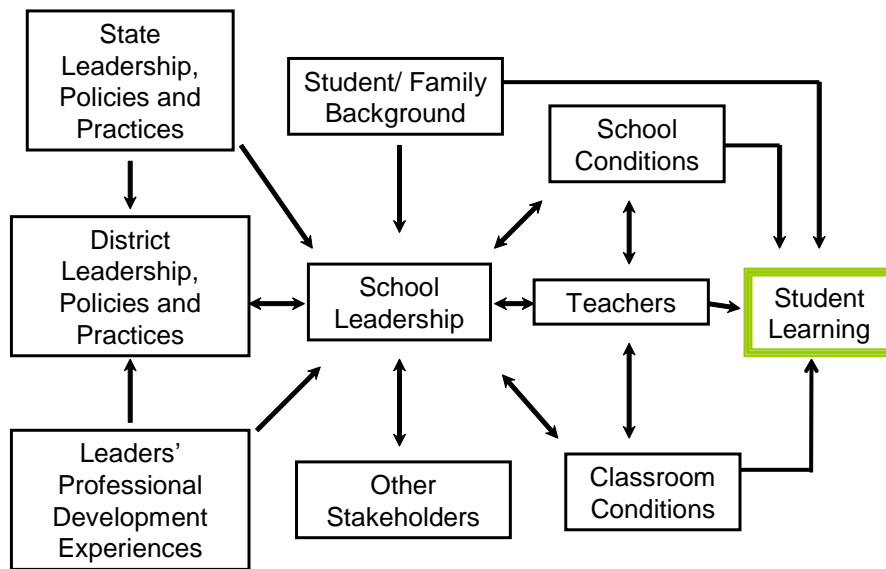 State
Leadership,
Policies and
Practices
Student/ Family
Background
School
Conditions
District
Leadership,
Policies and
Practices
School
Leadership
Teachers
Student
Learning
Leaders’
Professional
Development
Experiences
Other
Stakeholders
Classroom
Conditions